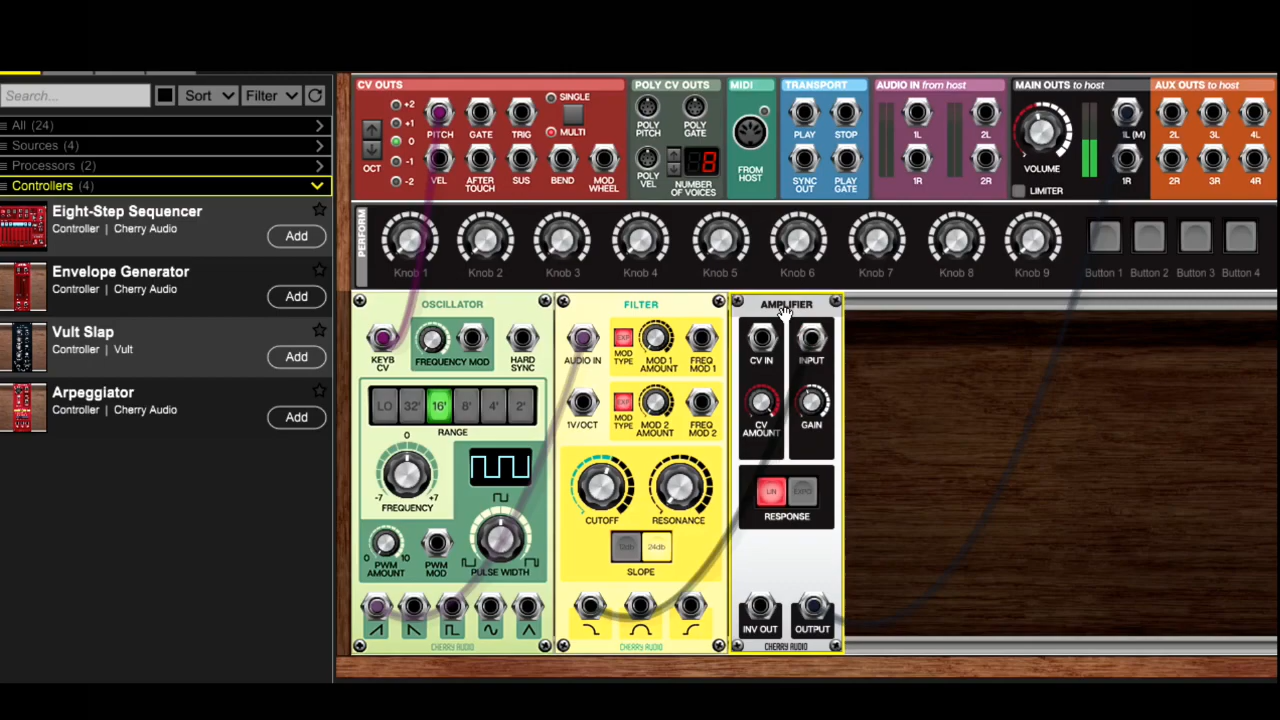 Search...
Sort
Filter
All (24)
Sources (4)
Processors (2)
Controllers (4)
Eight-Step Sequencer
Controller | Cherry Audio
Add
Envelope Generator
Controller | Cherry Audio
Add
Vult Slap
Controller | Vult
Add
Arpeggiator
Controller | Cherry Audio
Add
CV OUTS
+2
+1
0
-1
-2
OCT
PITCH
GATE
TRIG
SINGLE
MULTI
VEL
AFTER
TOUCH
SUS
BEND
MOD
WHEEL
POLY CV OUTS
POLY
PITCH
POLY
GATE
POLY
VEL
8
NUMBER
OF VOICES
MIDI
FROM
HOST
TRANSPORT
PLAY
STOP
SYNC
OUT
PLAY
GATE
AUDIO IN from host
1L
2L
1R
2R
MAIN OUTS to host
VOLUME
LIMITER
1L (M)
1R
AUX OUTS to host
2L
3L
4L
2R
3R
4R
PERFORM
Knob 1
Knob 2
Knob 3
Knob 4
Knob 5
Knob 6
Knob 7
Knob 8
Knob 9
Button 1
Button 2
Button 3
Button 4
OSCILLATOR
KEYB
CV
FREQUENCY MOD
HARD
SYNC
LO
32'
16'
8'
4'
2'
RANGE
0
-7
+7
FREQUENCY
0
10
PWM
AMOUNT
PWM
MOD
PULSE WIDTH
CHERRY AUDIO
FILTER
AUDIO IN
EXP
MOD
TYPE
MOD 1
AMOUNT
FREQ
MOD 1
1V/OCT
EXP
MOD
TYPE
MOD 2
AMOUNT
FREQ
MOD 2
CUTOFF
RESONANCE
12db
24db
SLOPE
CHERRY AUDIO
AMPLIFIER
CV IN
INPUT
CV
AMOUNT
GAIN
LIN
EXPO
RESPONSE
INV OUT
OUTPUT
CHERRY AUDIO